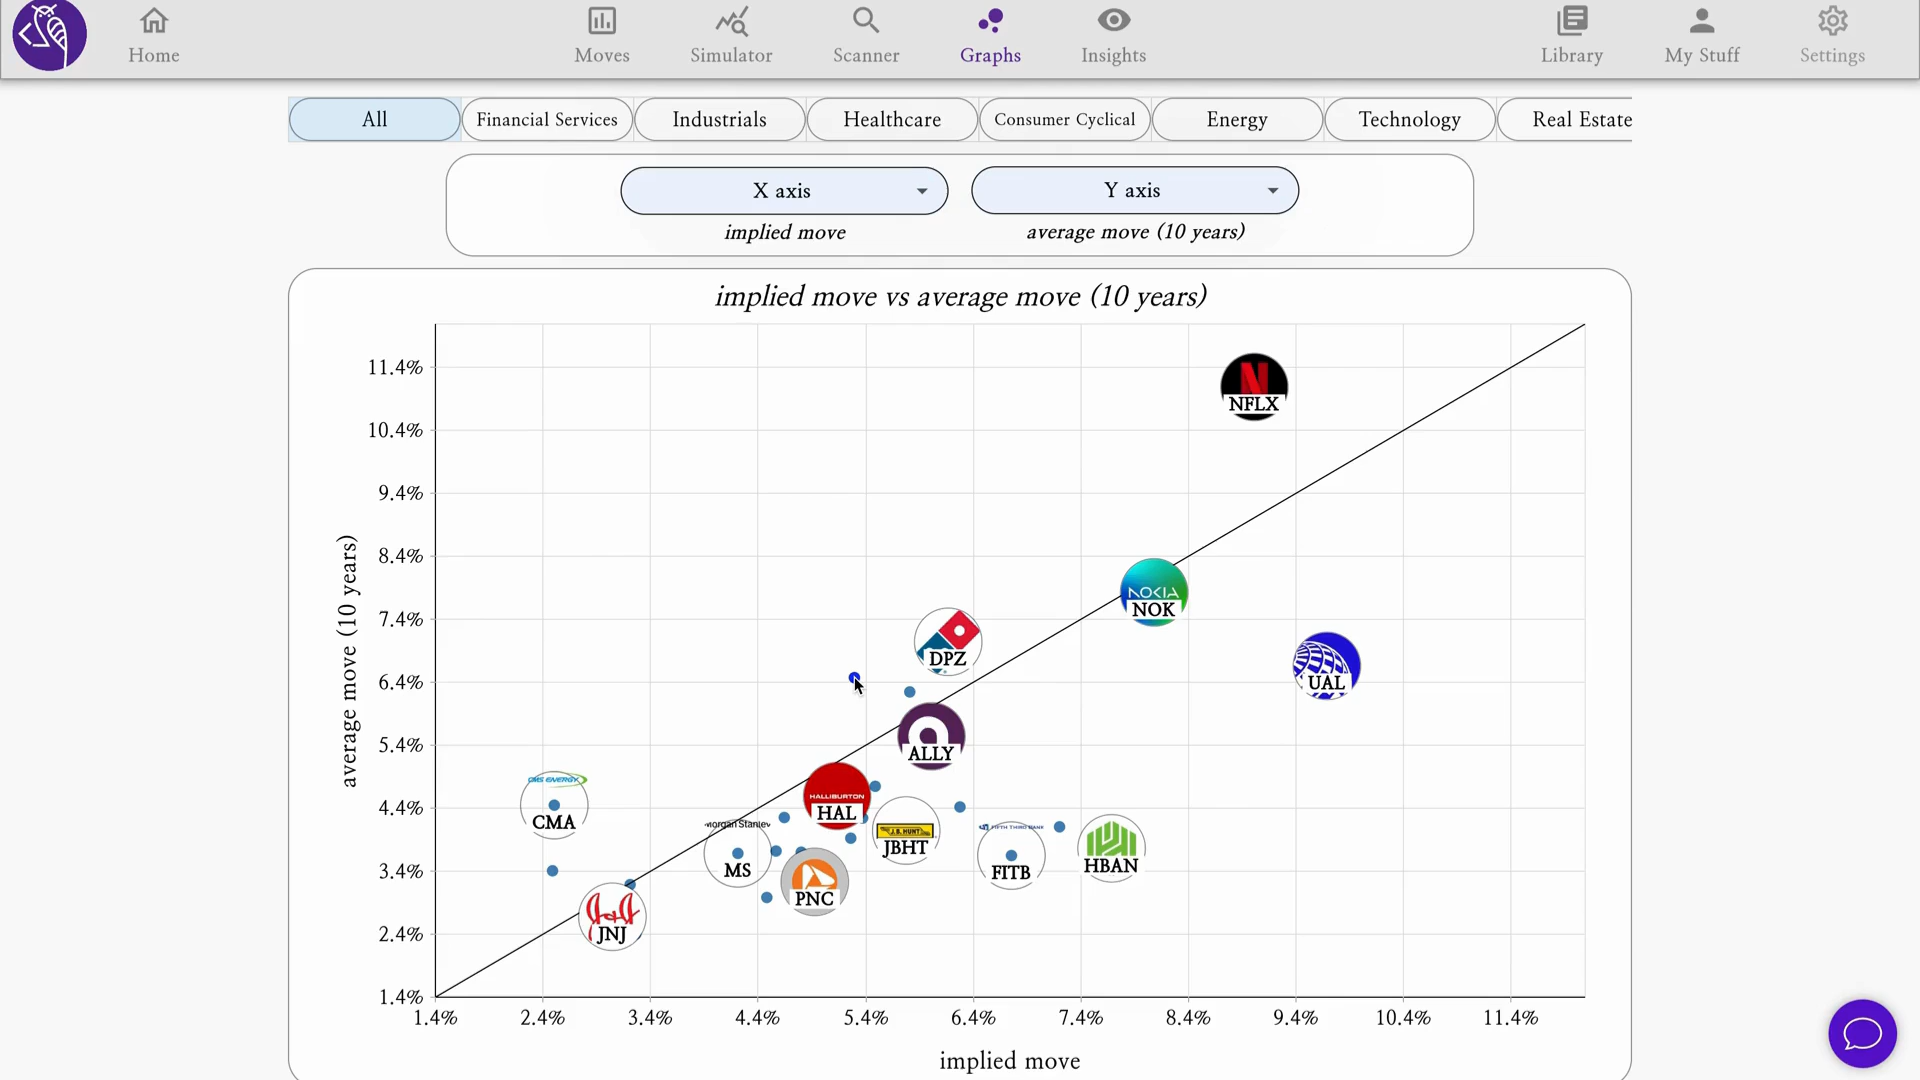 Home
Moves
Simulator
Scanner
Graphs
Insights
Library
My Stuff
Settings
All
Financial Services
Industrials
Healthcare
Consumer Cyclical
Energy
Technology
Real Estate
X axis
Y axis
implied move
average move (10 years)
implied move vs average move (10 years)
average move (10 years)
11.4%
10.4%
9.4%
8.4%
7.4%
6.4%
5.4%
4.4%
3.4%
2.4%
1.4%
N
NFLX
NOKIA
NOK
DPZ
UAL
ALLY
CMS ENERGY
CMA
HALLIBURTON
HAL
Morgan Stanley
MS
J.B. HUNT
JBHT
FIFTH THIRD BANK
FITB
HBAN
PNC
JNJ
1.4%
2.4%
3.4%
4.4%
5.4%
6.4%
7.4%
8.4%
9.4%
10.4%
11.4%
implied move